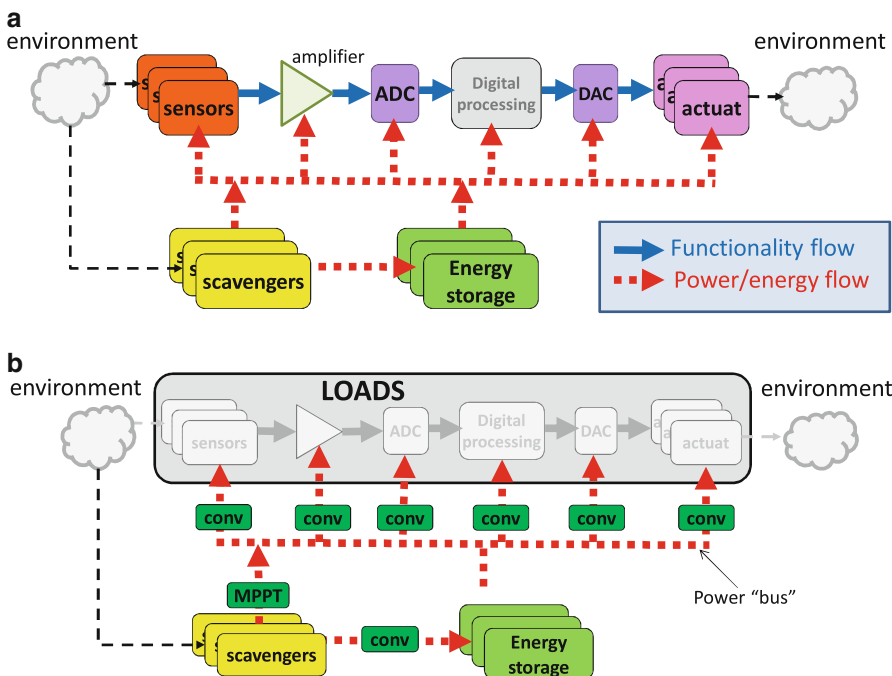 a
environment
environment
amplifier
s
s
sensors
ADC
Digital
processing
DAC
a
a
actuat
s
s
scavengers
Energy
storage
Functionality flow
Power/energy flow
b
environment
environment
LOADS
sensors
ADC
Digital
processing
DAC
a
a
actuat
conv
conv
conv
conv
conv
conv
MPPT
Power “bus”
s
s
scavengers
conv
Energy
storage